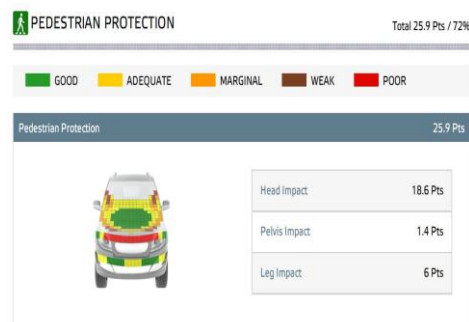 PEDESTRIAN PROTECTION Total 25.9 Pts / 72%
GOOD ADEQUATE MARGINAL WEAK POOR
Pedestrian Protection 25.9 Pts
Head Impact 18.6 Pts
Pelvis Impact 1.4 Pts
Leg Impact 6 Pts